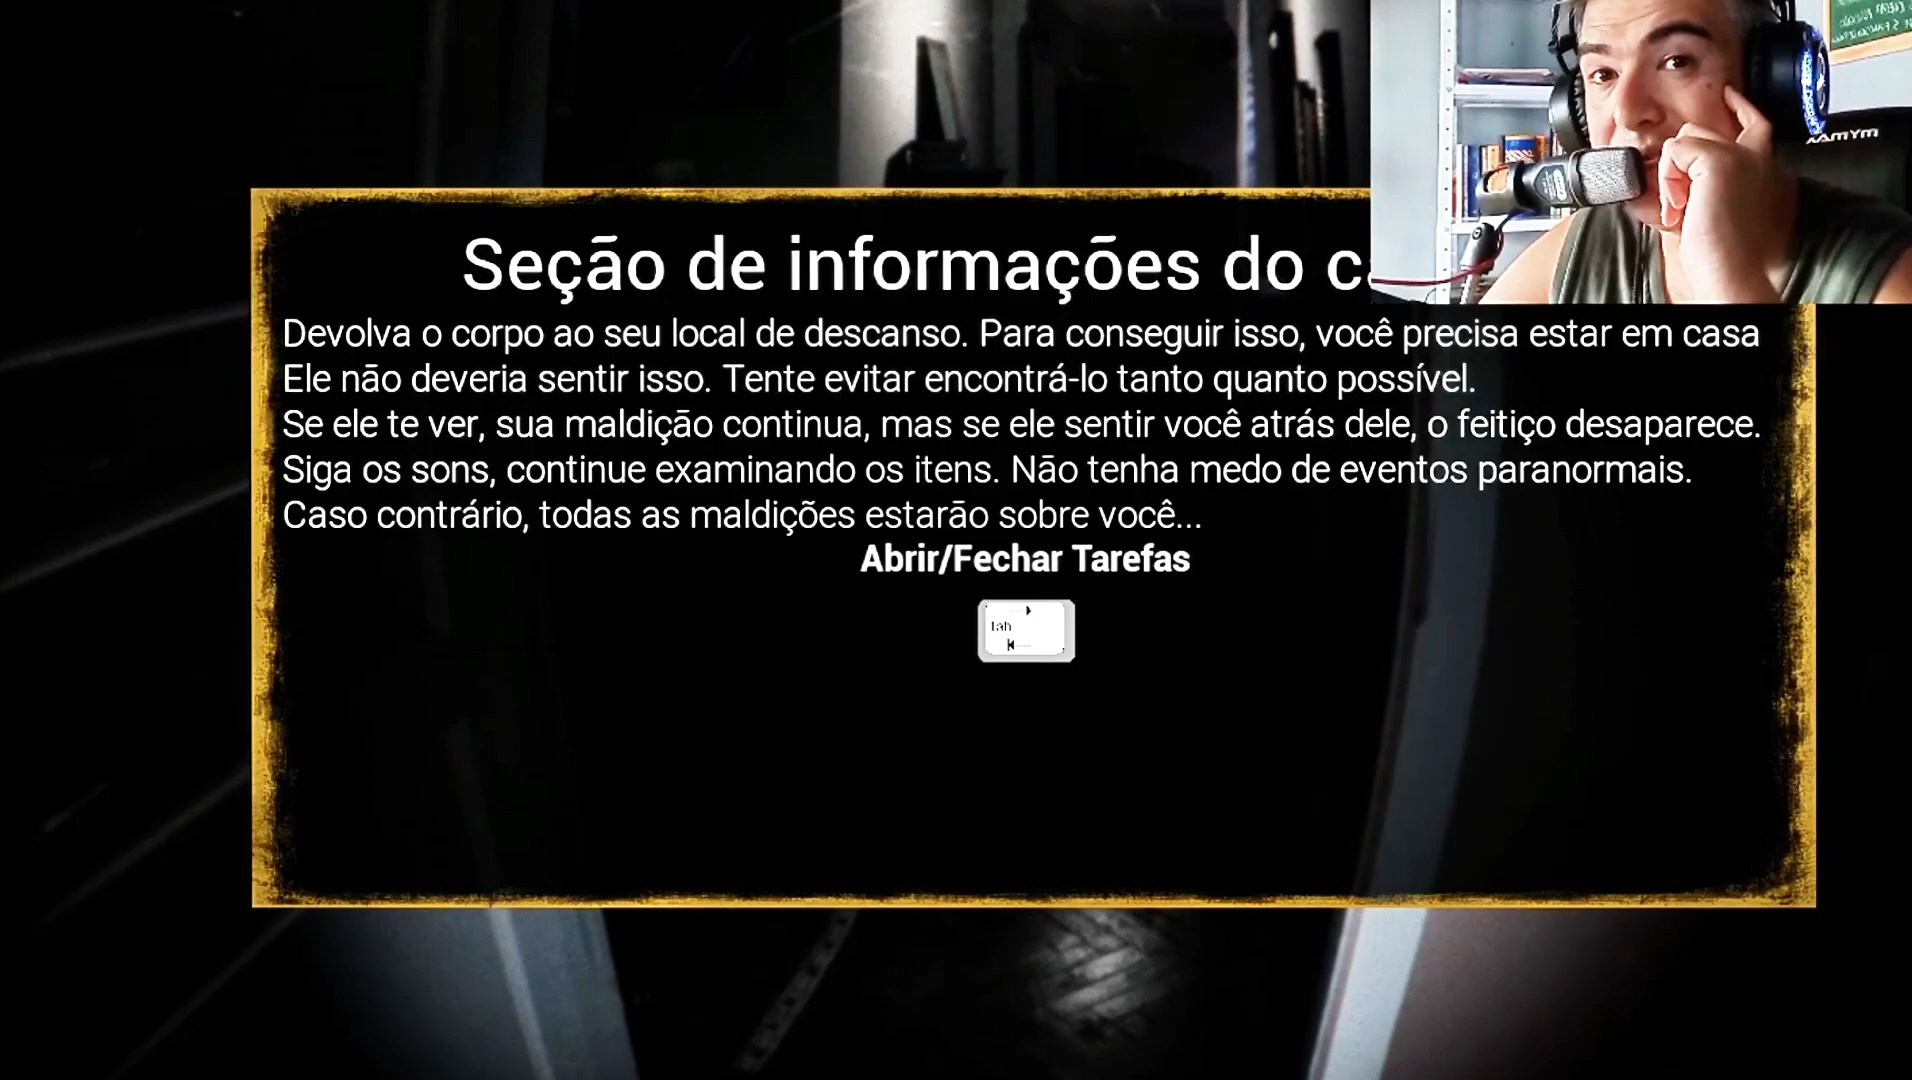 Seção de informações do
Devolva o corpo ao seu local de descanso. Para conseguir isso, você precisa estar em casa
Ele não deveria sentir isso. Tente evitar encontrá-lo tanto quanto possível.
Se ele te ver, sua maldição continua, mas se ele sentir você atrás dele, o feitiço desaparece.
Siga os sons, continue examinando os itens. Não tenha medo de eventos paranormais.
Caso contrário, todas as maldições estarão sobre você...
Abrir/Fechar Tarefas
Tab